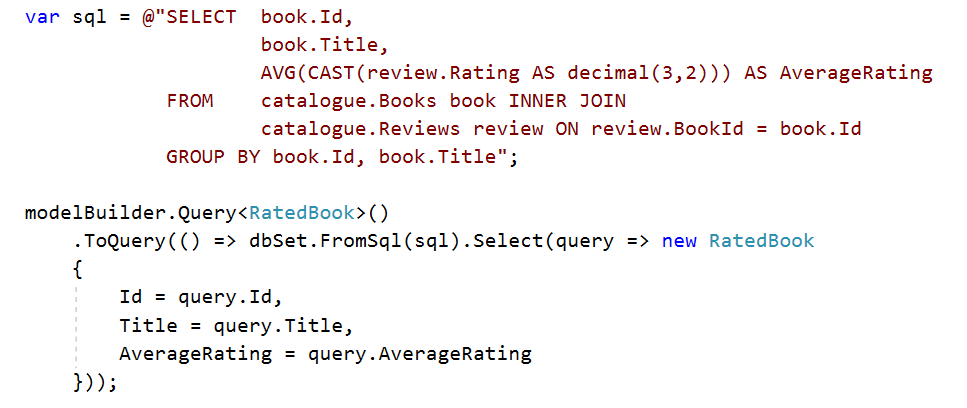 var sql = @"SELECT  book.Id,
                    book.Title,
                    AVG(CAST(review.Rating AS decimal(3,2))) AS AverageRating
            FROM    catalogue.Books book INNER JOIN
                    catalogue.Reviews review ON review.BookId = book.Id
            GROUP BY book.Id, book.Title";

modelBuilder.Query<RatedBook>()
    .ToQuery(() => dbSet.FromSql(sql).Select(query => new RatedBook
    {
        Id = query.Id,
        Title = query.Title,
        AverageRating = query.AverageRating
    }));